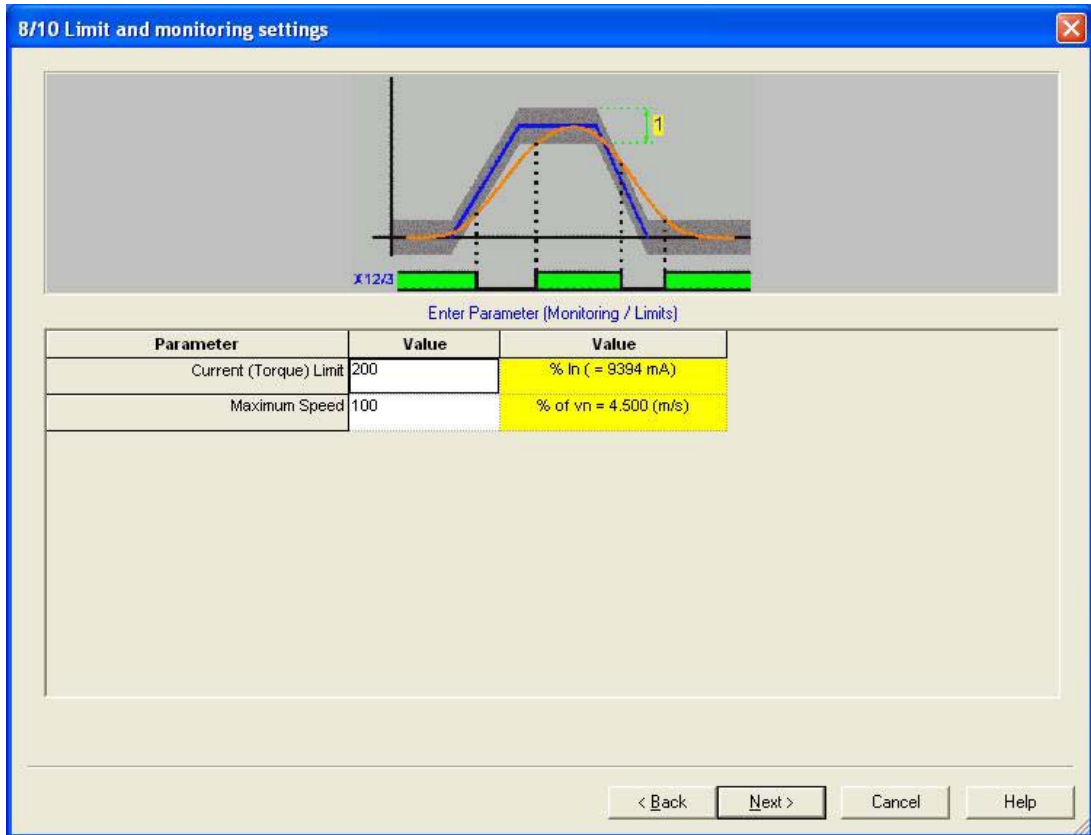 8/10 Limit and monitoring settings
1
X12/3
Enter Parameter (Monitoring / Limits)
Parameter Value Value
Current (Torque) Limit 200 % In ( = 9394 mA)
Maximum Speed 100 % of vn = 4.500 (m/s)
< Back Next > Cancel Help